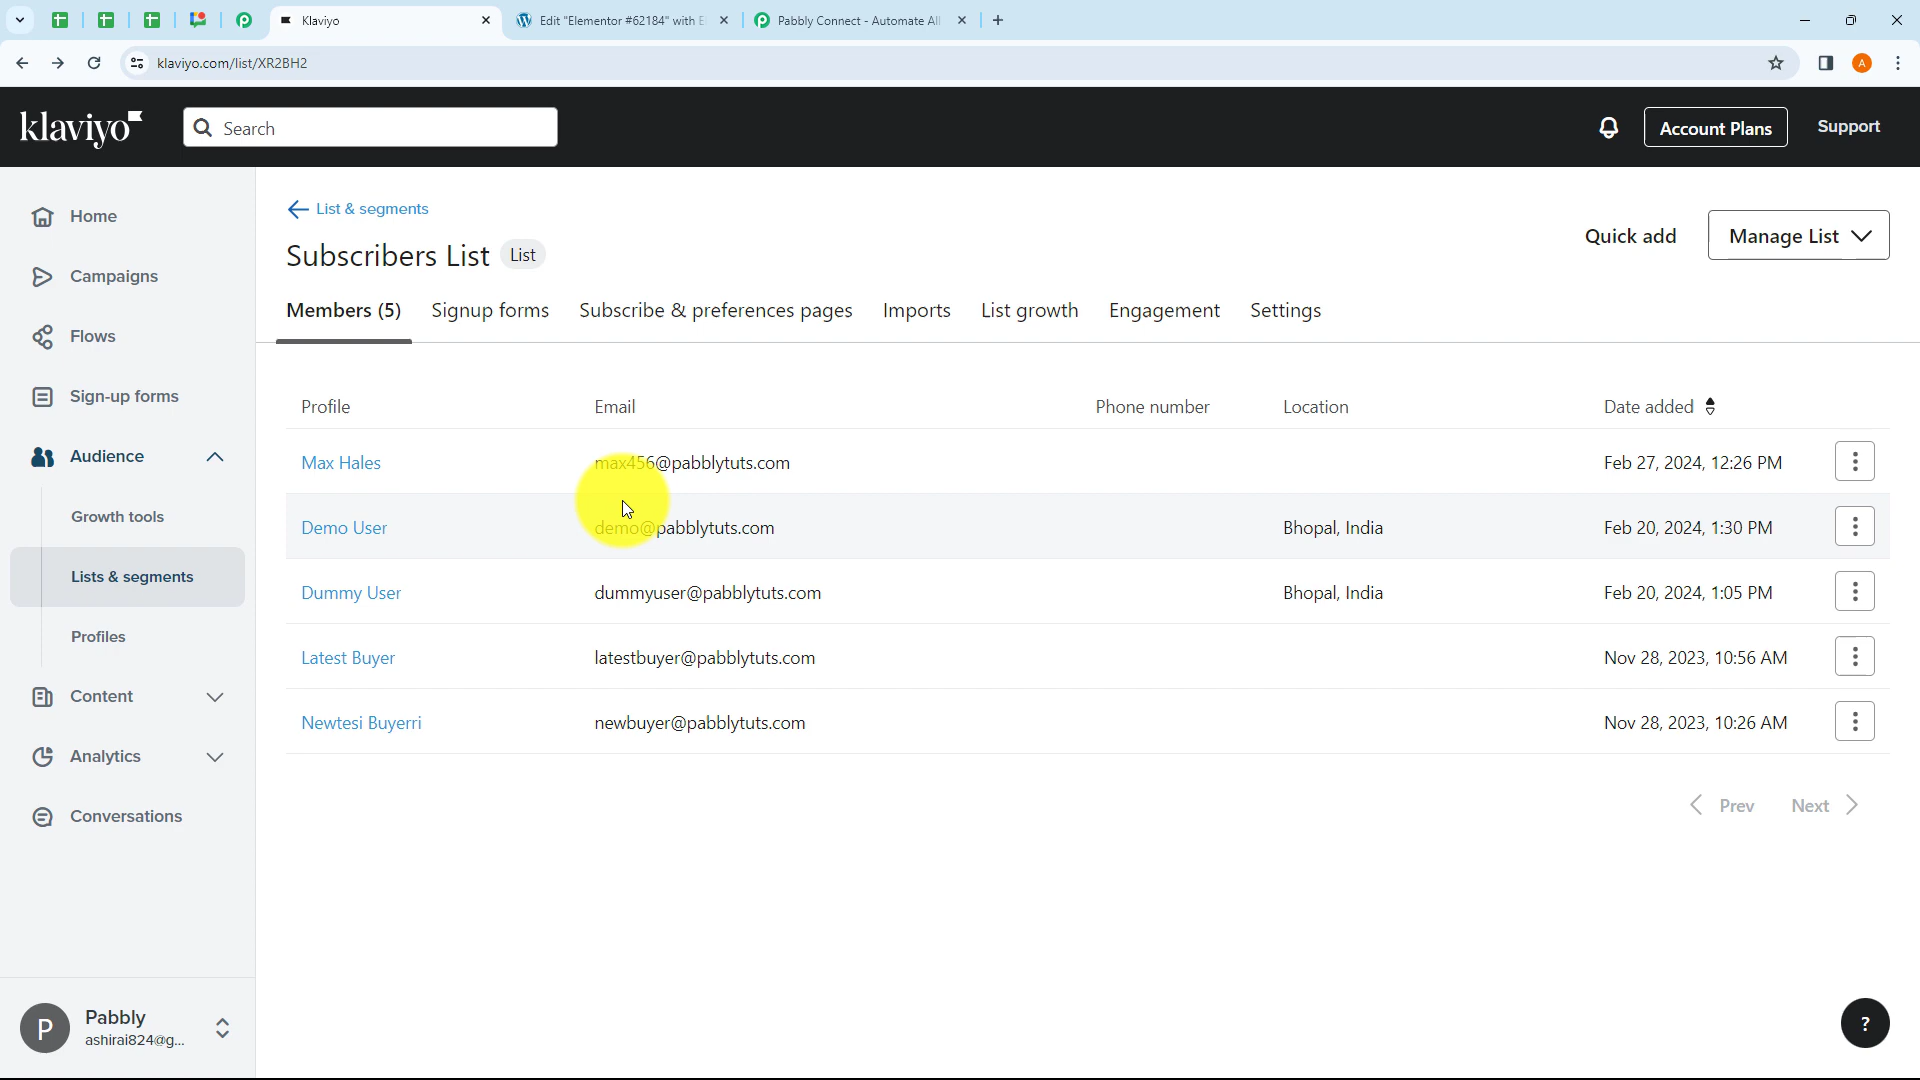 Klaviyo
Edit "Elementor #62184" with E
Pabbly Connect - Automate All
klaviyo.com/list/XR2BH2
A
klaviyo
Search
Account Plans
Support
Home
Campaigns
Flows
Sign-up forms
Audience
Growth tools
Lists & segments
Profiles
Content
Analytics
Conversations
P
Pabbly
ashirai824@g...
List & segments
Subscribers List
List
Quick add
Manage List
Members (5)
Signup forms
Subscribe & preferences pages
Imports
List growth
Engagement
Settings
Profile
Email
Phone number
Location
Date added
Max Hales
max456@pabblytuts.com
Feb 27, 2024, 12:26 PM
Demo User
demo@pabblytuts.com
Bhopal, India
Feb 20, 2024, 1:30 PM
Dummy User
dummyuser@pabblytuts.com
Bhopal, India
Feb 20, 2024, 1:05 PM
Latest Buyer
latestbuyer@pabblytuts.com
Nov 28, 2023, 10:56 AM
Newtesi Buyerri
newbuyer@pabblytuts.com
Nov 28, 2023, 10:26 AM
Prev
Next
?